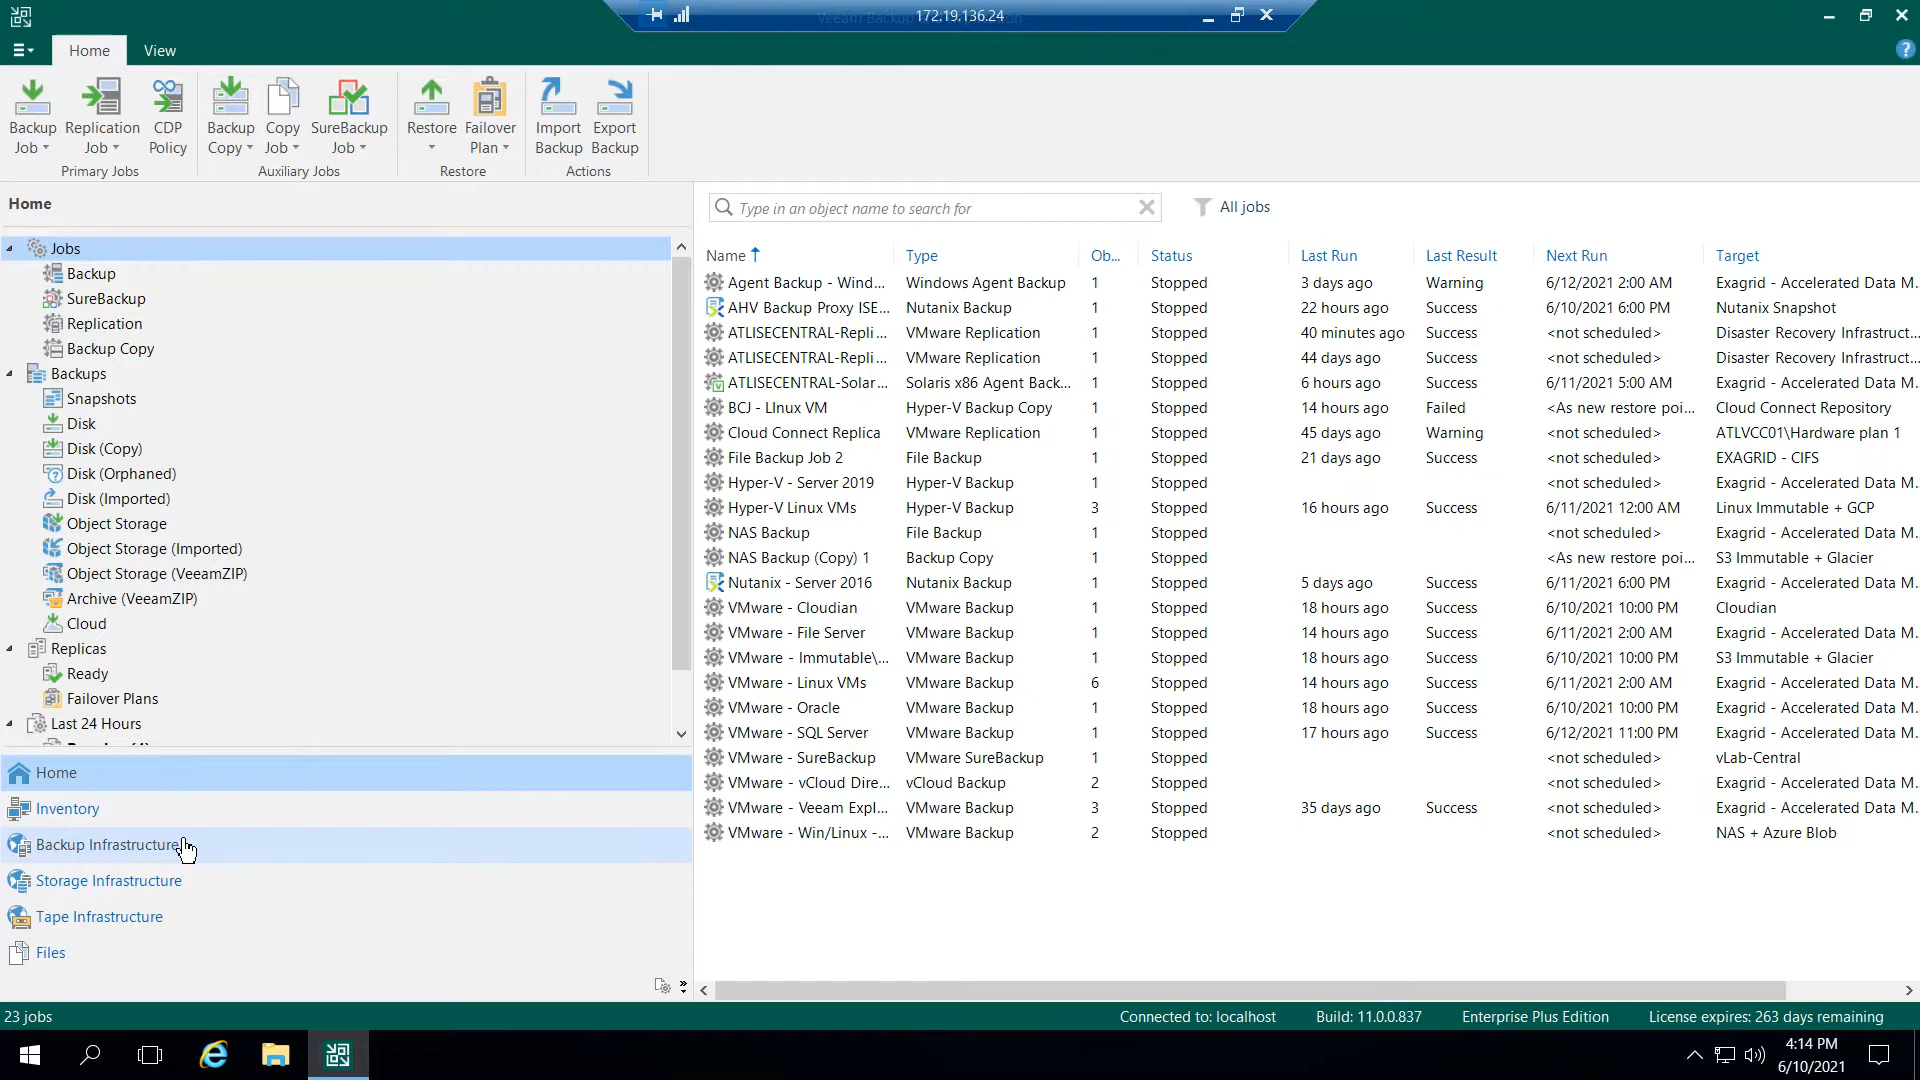 172.19.136.24
Home View
Backup Job
Replication Job
CDP Policy
Primary Jobs
Backup Copy
Copy Job
SureBackup Job
Auxiliary Jobs
Restore
Failover Plan
Restore
Import Backup
Export Backup
Actions
Home
Jobs
Backup
SureBackup
Replication
Backup Copy
Backups
Snapshots
Disk
Disk (Copy)
Disk (Orphaned)
Disk (Imported)
Object Storage
Object Storage (Imported)
Object Storage (VeeamZIP)
Archive (VeeamZIP)
Cloud
Replicas
Ready
Failover Plans
Last 24 Hours
Home
Inventory
Backup Infrastructure
Storage Infrastructure
Tape Infrastructure
Files
Type in an object name to search for
All jobs
Name Type Ob... Status Last Run Last Result Next Run Target
Agent Backup - Wind... Windows Agent Backup 1 Stopped 3 days ago Warning 6/12/2021 2:00 AM Exagrid - Accelerated Data M...
AHV Backup Proxy ISE... Nutanix Backup 1 Stopped 22 hours ago Success 6/10/2021 6:00 PM Nutanix Snapshot
ATLISECENTRAL-Repli... VMware Replication 1 Stopped 40 minutes ago Success <not scheduled> Disaster Recovery Infrastruct...
ATLISECENTRAL-Repli... VMware Replication 1 Stopped 44 days ago Success <not scheduled> Disaster Recovery Infrastruct...
ATLISECENTRAL-Solar... Solaris x86 Agent Back... 1 Stopped 6 hours ago Success 6/11/2021 5:00 AM Exagrid - Accelerated Data M...
BCJ - LInux VM Hyper-V Backup Copy 1 Stopped 14 hours ago Failed <As new restore poi... Cloud Connect Repository
Cloud Connect Replica VMware Replication 1 Stopped 45 days ago Warning <not scheduled> ATLVCC01\Hardware plan 1
File Backup Job 2 File Backup 1 Stopped 21 days ago Success <not scheduled> EXAGRID - CIFS
Hyper-V - Server 2019 Hyper-V Backup 1 Stopped <not scheduled> Exagrid - Accelerated Data M...
Hyper-V Linux VMs Hyper-V Backup 3 Stopped 16 hours ago Success 6/11/2021 12:00 AM Linux Immutable + GCP
NAS Backup File Backup 1 Stopped <not scheduled> Exagrid - Accelerated Data M...
NAS Backup (Copy) 1 Backup Copy 1 Stopped <As new restore poi... S3 Immutable + Glacier
Nutanix - Server 2016 Nutanix Backup 1 Stopped 5 days ago Success 6/11/2021 6:00 PM Exagrid - Accelerated Data M...
VMware - Cloudian VMware Backup 1 Stopped 18 hours ago Success 6/10/2021 10:00 PM Cloudian
VMware - File Server VMware Backup 1 Stopped 14 hours ago Success 6/11/2021 2:00 AM Exagrid - Accelerated Data M...
VMware - Immutable\... VMware Backup 1 Stopped 18 hours ago Success 6/10/2021 10:00 PM S3 Immutable + Glacier
VMware - Linux VMs VMware Backup 6 Stopped 14 hours ago Success 6/11/2021 2:00 AM Exagrid - Accelerated Data M...
VMware - Oracle VMware Backup 1 Stopped 18 hours ago Success 6/10/2021 10:00 PM Exagrid - Accelerated Data M...
VMware - SQL Server VMware Backup 1 Stopped 17 hours ago Success 6/12/2021 11:00 PM Exagrid - Accelerated Data M...
VMware - SureBackup VMware SureBackup 1 Stopped <not scheduled> vLab-Central
VMware - vCloud Dire... vCloud Backup 2 Stopped <not scheduled> Exagrid - Accelerated Data M...
VMware - Veeam Expl... VMware Backup 3 Stopped 35 days ago Success <not scheduled> Exagrid - Accelerated Data M...
VMware - Win/Linux -... VMware Backup 2 Stopped <not scheduled> NAS + Azure Blob
23 jobs Connected to: localhost Build: 11.0.0.837 Enterprise Plus Edition License expires: 263 days remaining
4:14 PM
6/10/2021